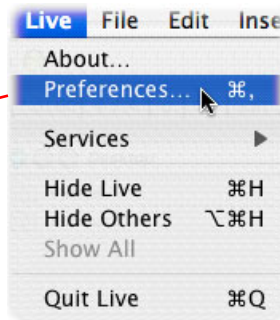 Live File Edit Inse
About...
Preferences... ⌘,
Services ▶
Hide Live ⌘H
Hide Others ⌥⌘H
Show All
Quit Live ⌘Q